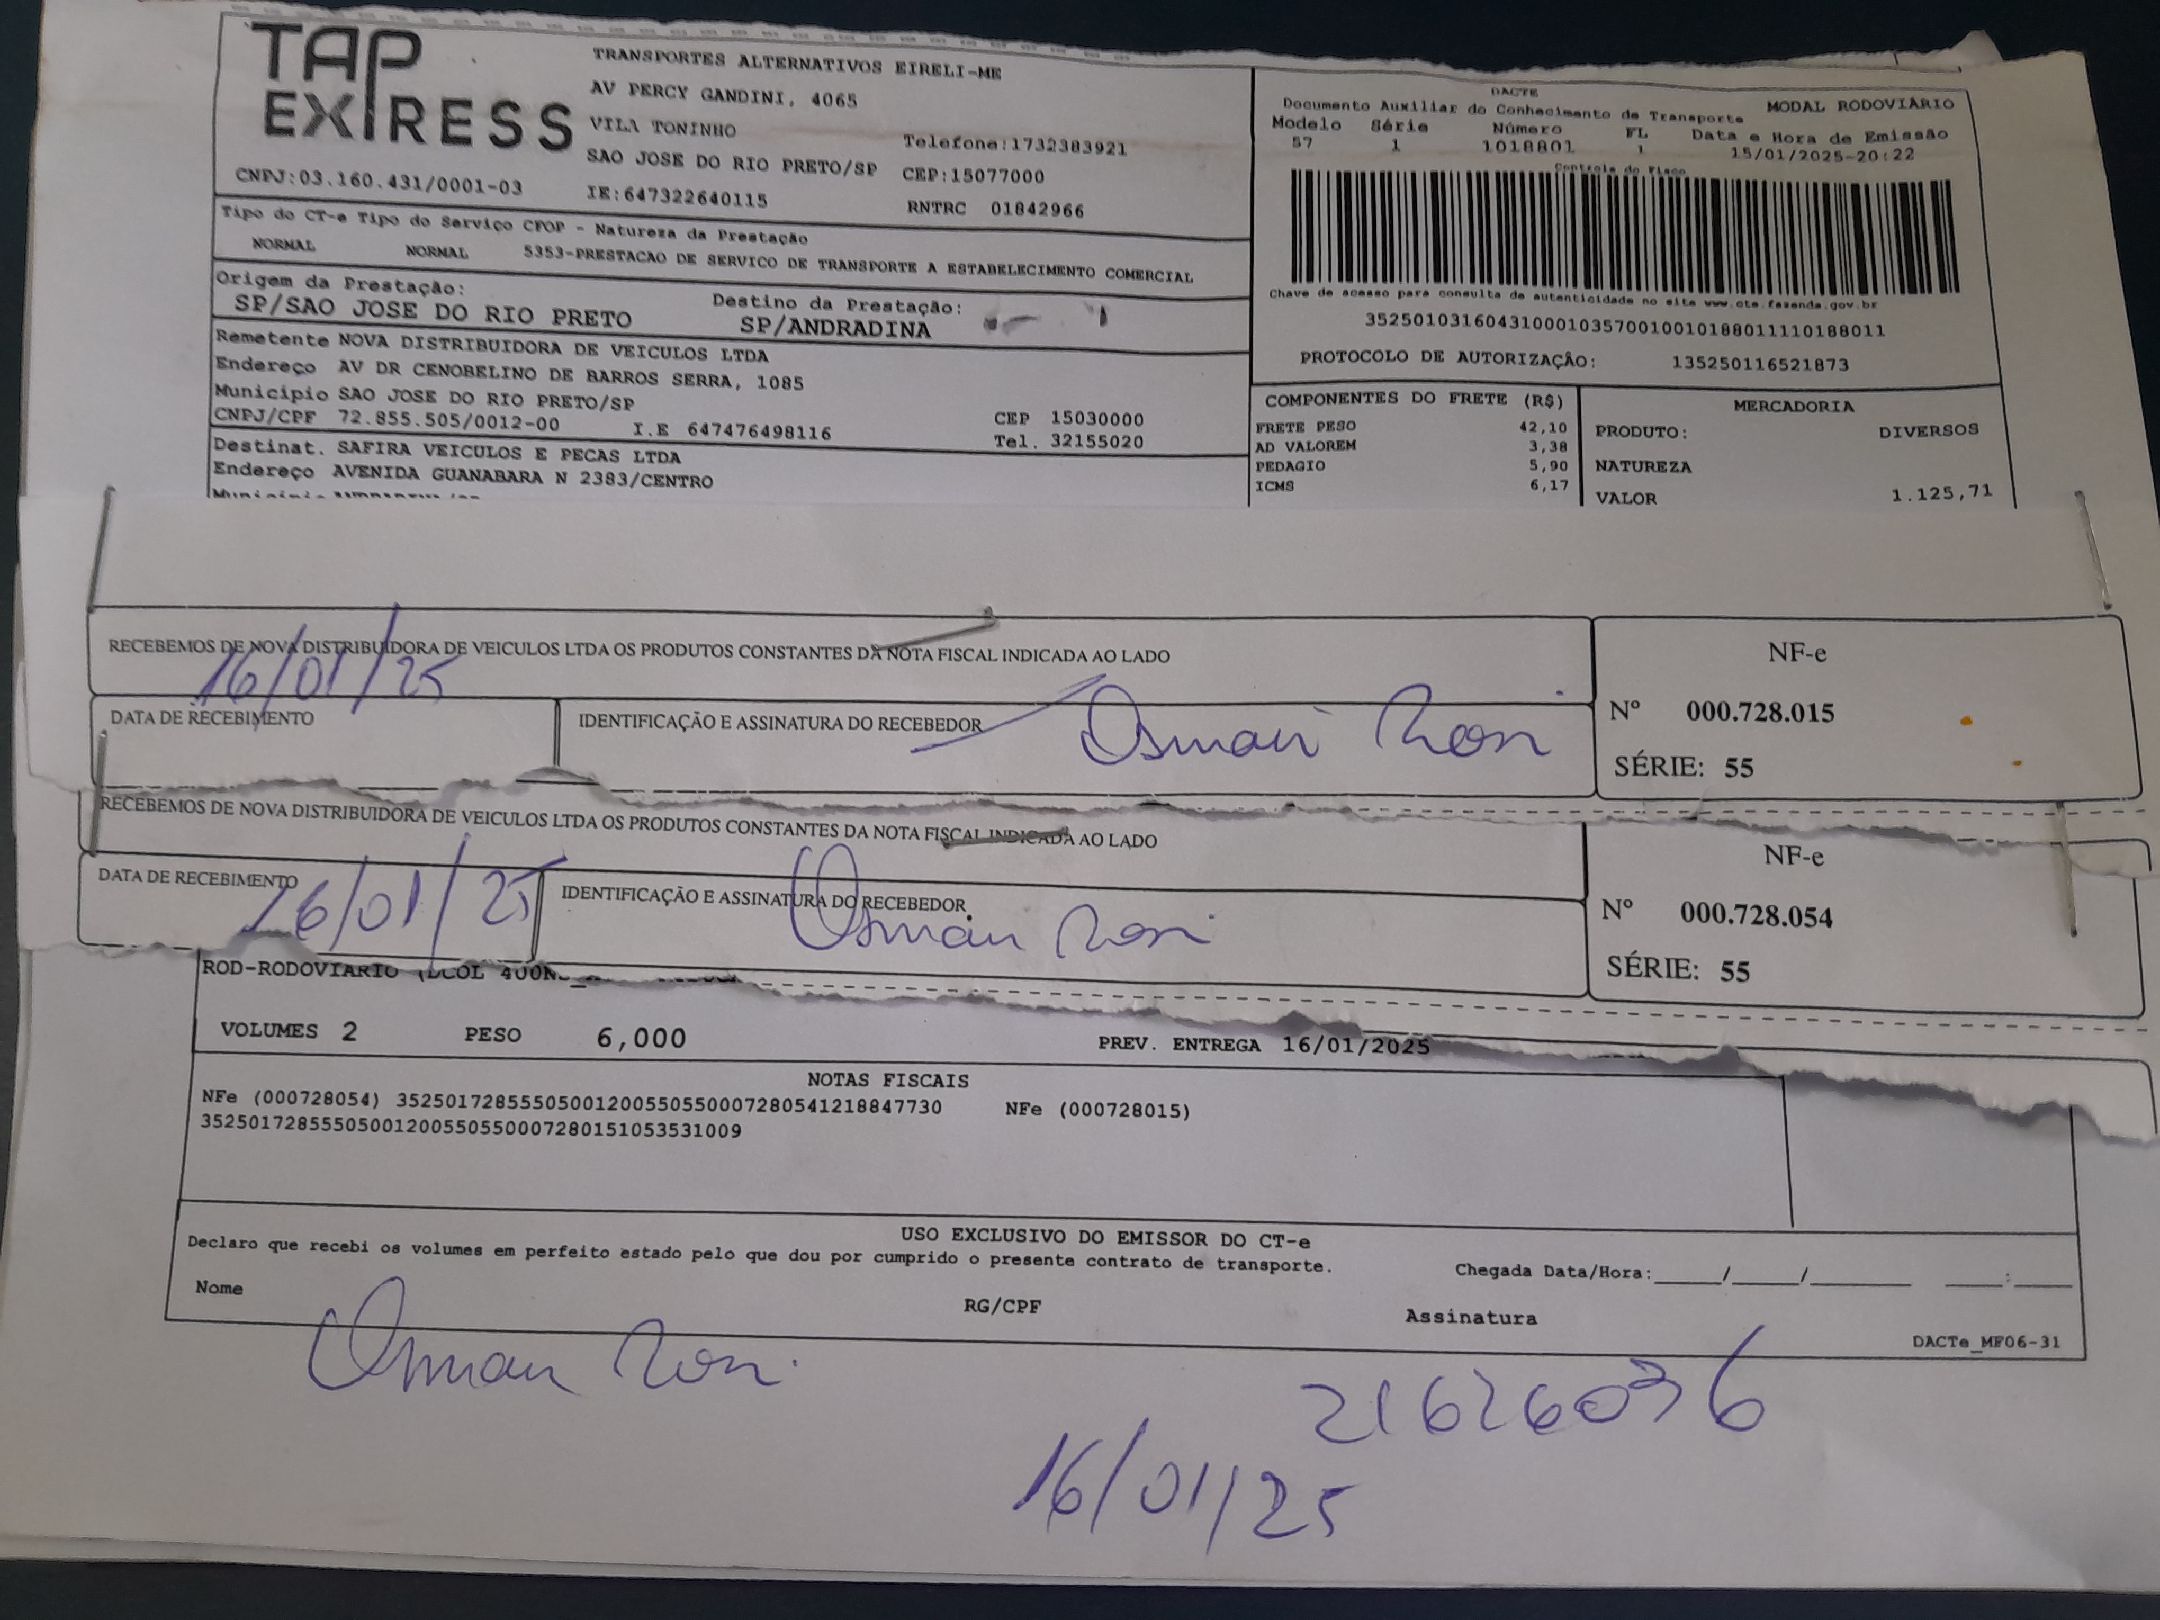 TAP
EXPRESS
TRANSPORTES ALTERNATIVOS EIRELI-ME
AV PERCY GANDINI, 4065
VILA TONINHO
Telefone:1732383921
SAO JOSE DO RIO PRETO/SP CEP:15077000
CNPJ:03.160.431/0001-03 IE:647322640115 RNTRC 01842966
Tipo do CT-e Tipo do Serviço CFOP - Natureza da Prestação
NORMAL NORMAL 5353-PRESTACAO DE SERVICO DE TRANSPORTE A ESTABELECIMENTO COMERCIAL
Origem da Prestação: Destino da Prestação:
SP/SAO JOSE DO RIO PRETO SP/ANDRADINA
Remetente NOVA DISTRIBUIDORA DE VEICULOS LTDA
Endereço AV DR CENOBELINO DE BARROS SERRA, 1085
Município SAO JOSE DO RIO PRETO/SP CEP 15030000
CNPJ/CPF 72.855.505/0012-00 I.E 647476498116 Tel. 32155020
Destinat. SAFIRA VEICULOS E PECAS LTDA
Endereço AVENIDA GUANABARA N 2383/CENTRO
DACTE
Documento Auxiliar do Conhecimento de Transporte MODAL RODOVIÁRIO
Modelo Série Número FL Data e Hora de Emissão
57 1 1018801 1 15/01/2025-20:22
Controle do Fisco
Chave de acesso para consulta de autenticidade no site www.cte.fazenda.gov.br
35250103160431000103570010010188011110188011
PROTOCOLO DE AUTORIZAÇÃO: 135250116521873
COMPONENTES DO FRETE (R$)
FRETE PESO 42,10
AD VALOREM 3,38
PEDAGIO 5,90
ICMS 6,17
MERCADORIA
PRODUTO: DIVERSOS
NATUREZA
VALOR 1.125,71
RECEBEMOS DE NOVA DISTRIBUIDORA DE VEICULOS LTDA OS PRODUTOS CONSTANTES DA NOTA FISCAL INDICADA AO LADO
16/01/25
DATA DE RECEBIMENTO IDENTIFICAÇÃO E ASSINATURA DO RECEBEDOR Osmair
NF-e
Nº 000.728.015
SÉRIE: 55
RECEBEMOS DE NOVA DISTRIBUIDORA DE VEICULOS LTDA OS PRODUTOS CONSTANTES DA NOTA FISCAL INDICADA AO LADO
DATA DE RECEBIMENTO 16/01/25 IDENTIFICAÇÃO E ASSINATURA DO RECEBEDOR Osmair
NF-e
Nº 000.728.054
SÉRIE: 55
ROD-RODOVIARIO
VOLUMES 2 PESO 6,000 PREV. ENTREGA 16/01/2025
NOTAS FISCAIS
NFe (000728054) 35250172855505001200550550007280541218847730 NFe (000728015)
35250172855505001200550550007280151053531009
USO EXCLUSIVO DO EMISSOR DO CT-e
Declaro que recebi os volumes em perfeito estado pelo que dou por cumprido o presente contrato de transporte.
Chegada Data/Hora:_____/_____/_______ ____:____
Nome RG/CPF Assinatura
DACTe_MF06-31
Osmair
216260376
16/01/25